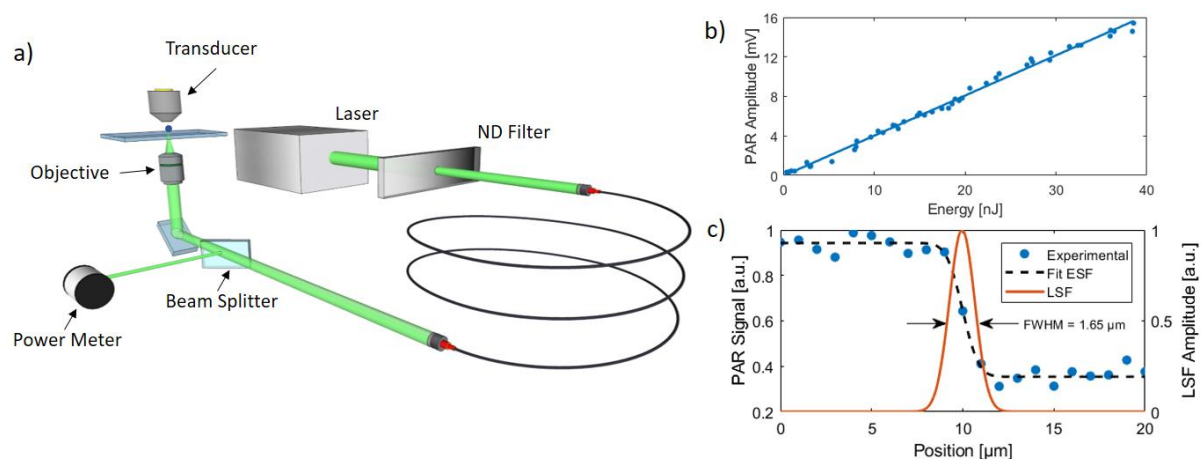 a)
Transducer
Laser
ND Filter
Objective
Beam Splitter
Power Meter
b)
PAR Amplitude [mV]
16
12
8
4
0
0
10
20
30
40
Energy [nJ]
c)
PAR Signal [a.u.]
1
0.8
0.6
0.4
0.2
Experimental
Fit ESF
LSF
FWHM = 1.65 µm
1
0.5
0
LSF Amplitude [a.u.]
0
5
10
15
20
Position [µm]